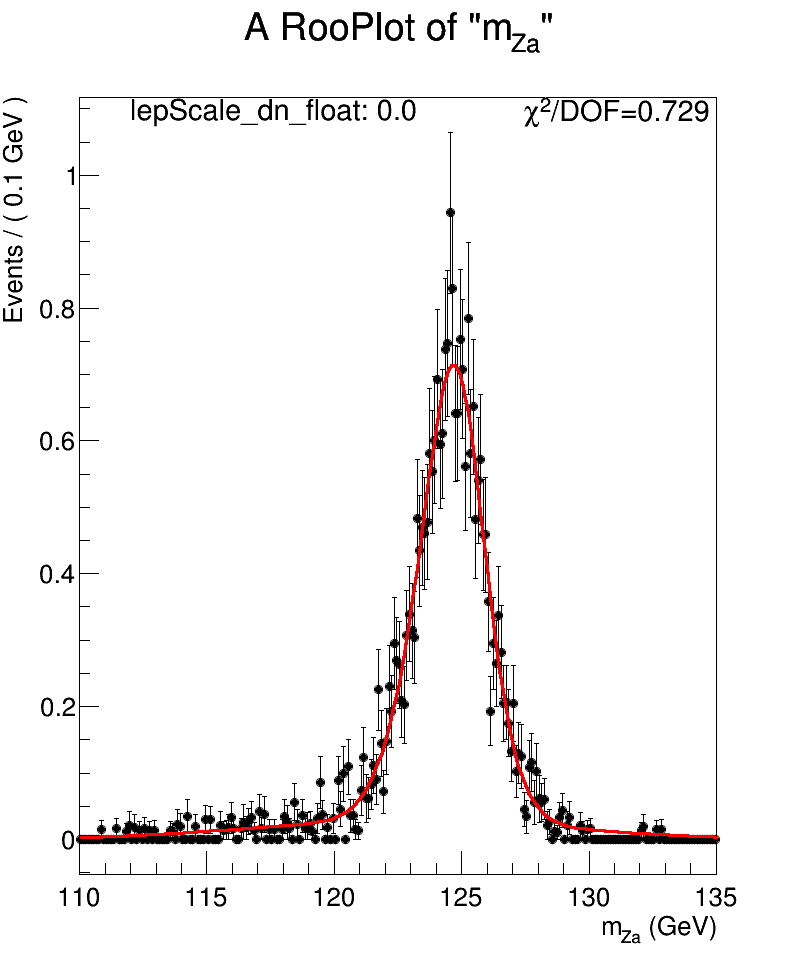 A RooPlot of "m_Za"
lepScale_dn_float: 0.0
χ²/DOF=0.729
Events / ( 0.1 GeV )
1
0.8
0.6
0.4
0.2
0
110 115 120 125 130 135
m_Za (GeV)